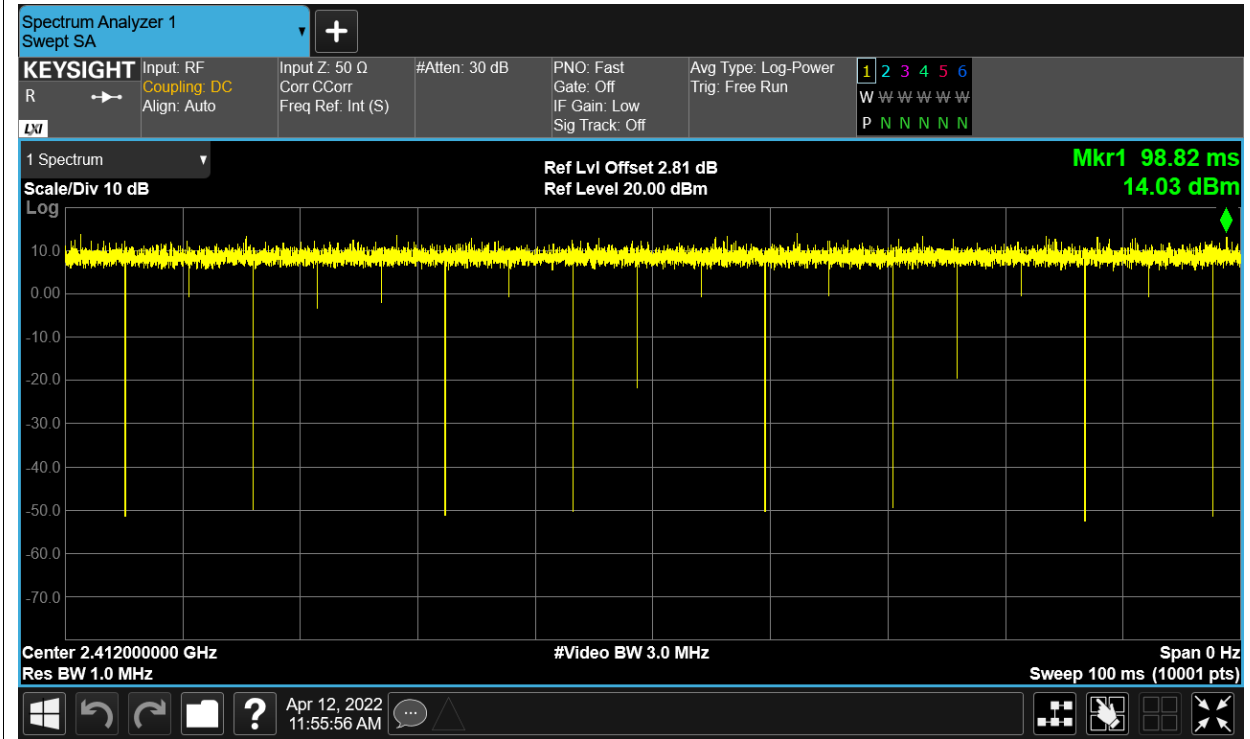 Spectrum Analyzer 1
Swept SA
KEYSIGHT
R
LXI
Input: RF
Coupling: DC
Align: Auto
Input Z: 50 Ω
Corr CCorr
Freq Ref: Int (S)
#Atten: 30 dB
PNO: Fast
Gate: Off
IF Gain: Low
Sig Track: Off
Avg Type: Log-Power
Trig: Free Run
1 2 3 4 5 6
W W W W W W
P N N N N N
1 Spectrum
Scale/Div 10 dB
Log
Ref Lvl Offset 2.81 dB
Ref Level 20.00 dBm
Mkr1 98.82 ms
14.03 dBm
10.0
0.00
-10.0
-20.0
-30.0
-40.0
-50.0
-60.0
-70.0
Center 2.412000000 GHz
Res BW 1.0 MHz
#Video BW 3.0 MHz
Span 0 Hz
Sweep 100 ms (10001 pts)
?
Apr 12, 2022
11:55:56 AM